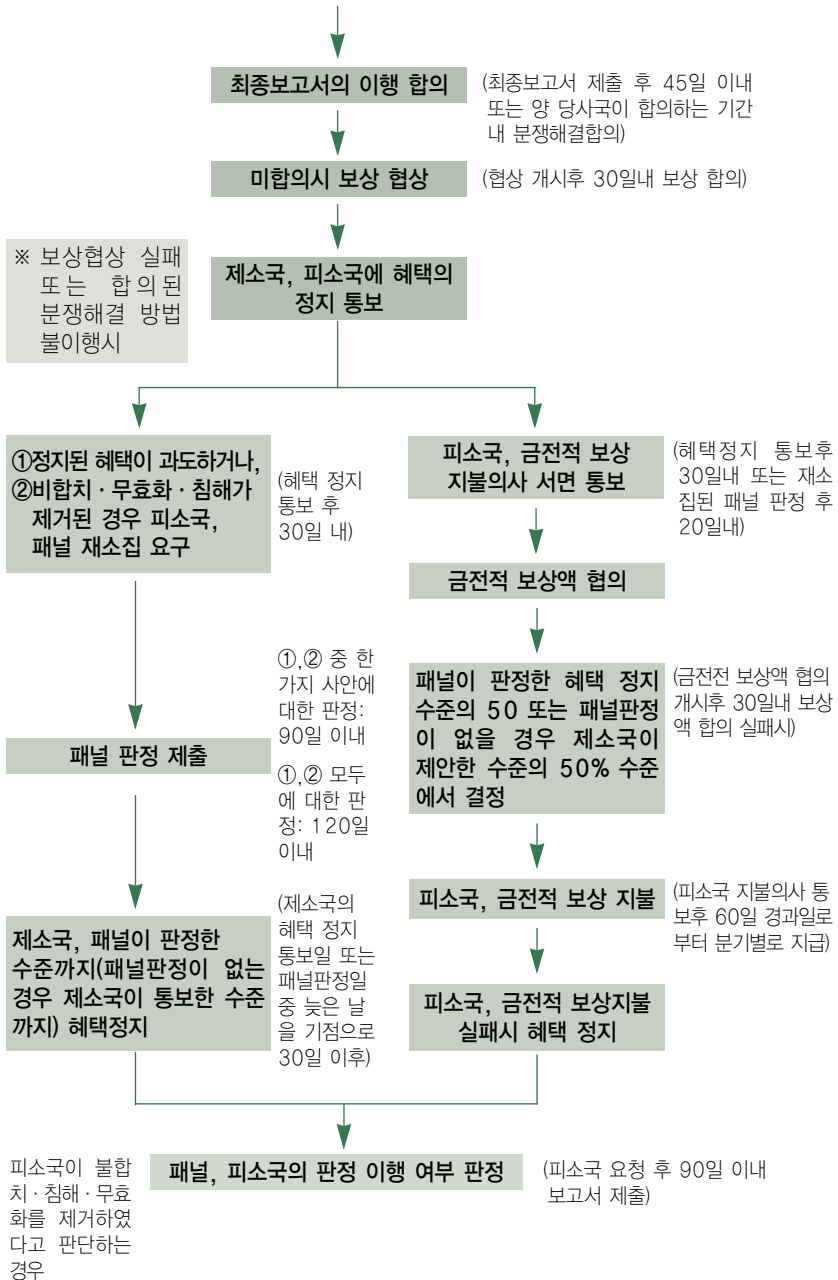 최종보고서의 이행 합의
(최종보고서 제출 후 45일 이내
또는 양 당사국이 합의하는 기간
내 분쟁해결합의)
미합의시 보상 협상
(협상 개시후 30일내 보상 합의)
※ 보상협상 실패
또는 합의된
분쟁해결 방법
불이행시
제소국, 피소국에 혜택의
정지 통보
①정지된 혜택이 과도하거나,
②비합치·무효화·침해가
제거된 경우 피소국,
패널 재소집 요구
(혜택 정지
통보 후
30일 내)
패널 판정 제출
①,② 중 한
가지 사안에
대한 판정:
90일 이내
①,② 모두
에 대한 판
정: 120일
이내
제소국, 패널이 판정한
수준까지(패널판정이 없는
경우 제소국이 통보한 수준
까지) 혜택정지
(제소국의
혜택 정지
통보일 또는
패널판정일
중 늦은 날
을 기점으로
30일 이후)
피소국, 금전적 보상
지불의사 서면 통보
(혜택정지 통보후
30일내 또는 재소
집된 패널 판정 후
20일내)
금전적 보상액 협의
패널이 판정한 혜택 정지
수준의 50 또는 패널판정
이 없을 경우 제소국이
제안한 수준의 50% 수준
에서 결정
(금전전 보상액 협의
개시후 30일내 보상
액 합의 실패시)
피소국, 금전적 보상 지불
(피소국 지불의사 통
보후 60일 경과일로
부터 분기별로 지급)
피소국, 금전적 보상지불
실패시 혜택 정지
피소국이 불합
치·침해·무효
화를 제거하였
다고 판단하는
경우
패널, 피소국의 판정 이행 여부 판정
(피소국 요청 후 90일 이내
보고서 제출)